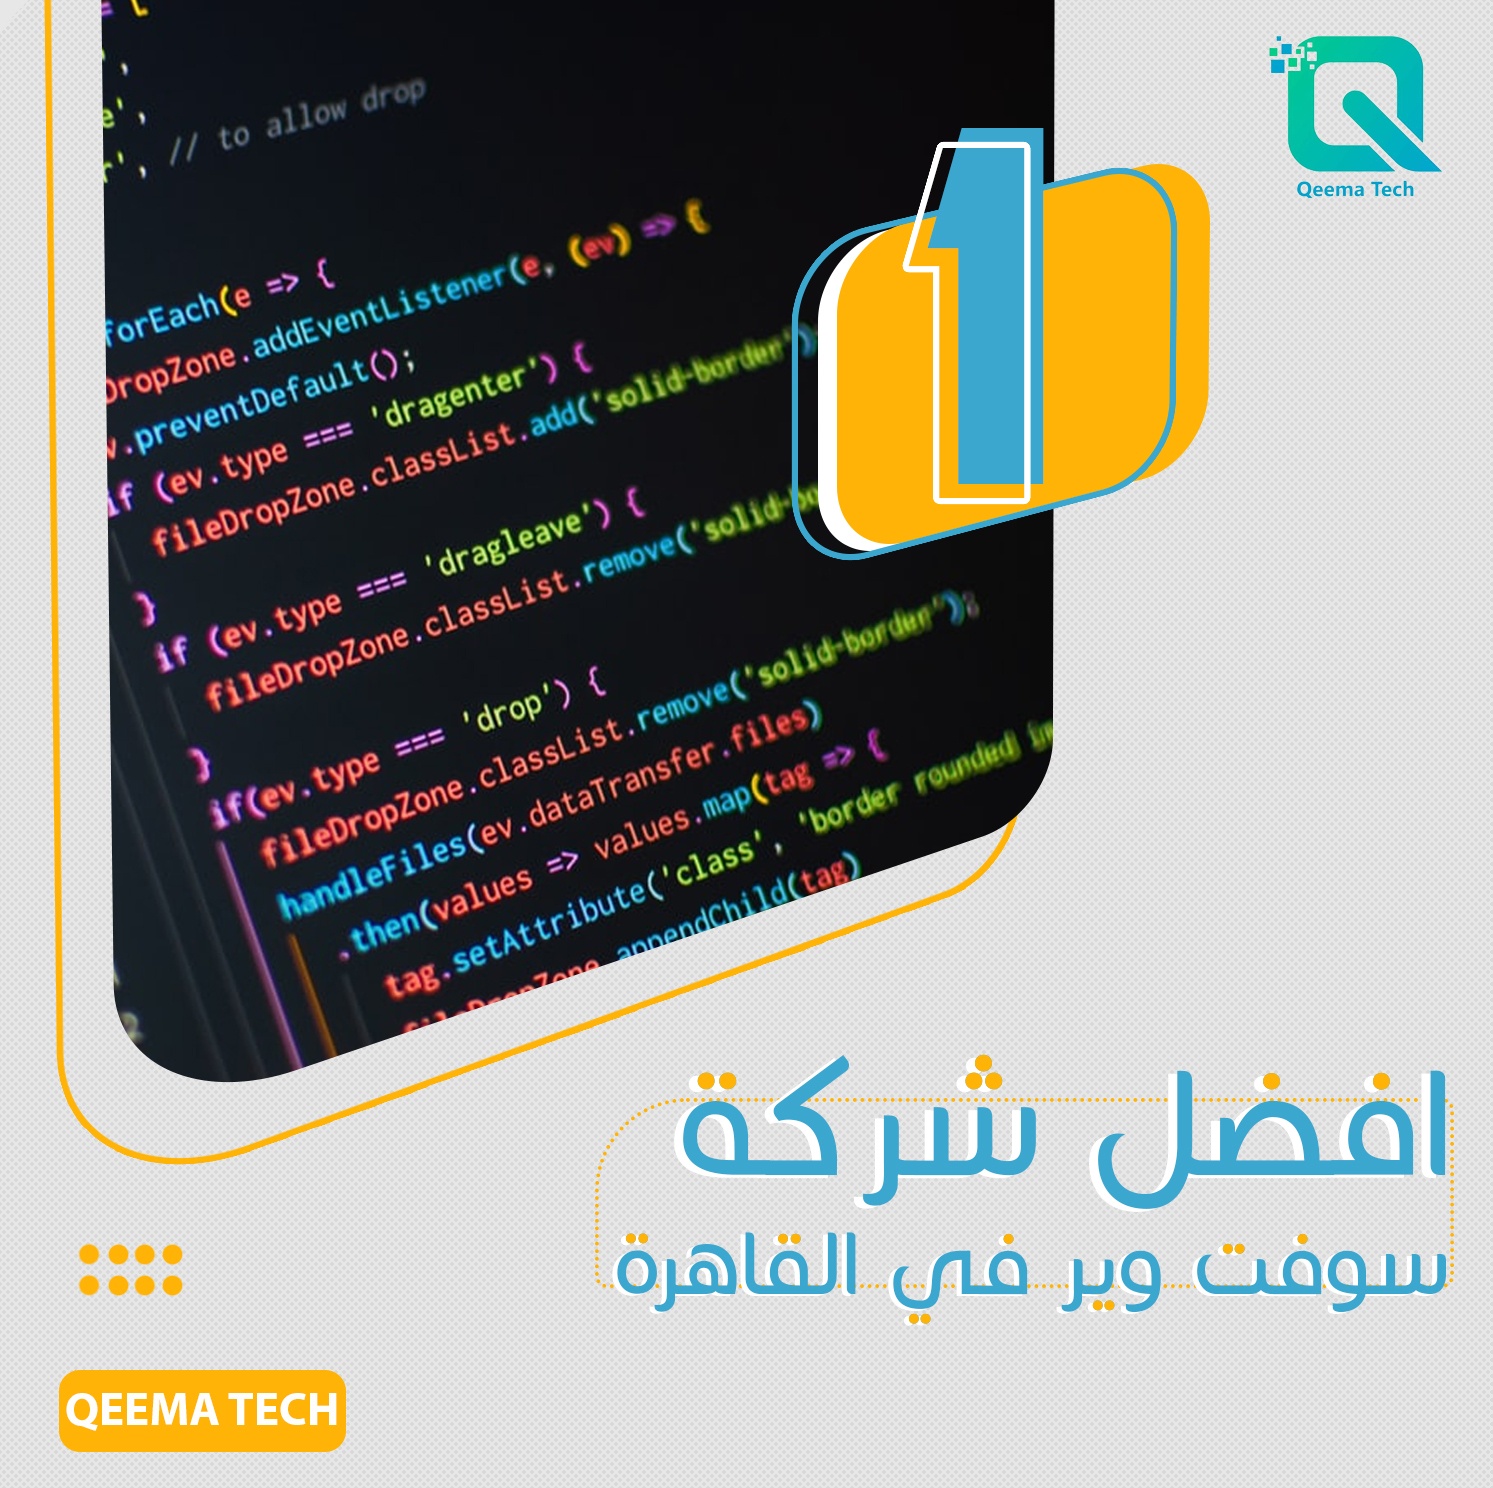 // to allow drop
forEach(e => {
DropZone.addEventListener(e, (ev) => {
v.preventDefault();
if (ev.type === 'dragenter') {
fileDropZone.classList.add('solid-border');
}
if (ev.type === 'dragleave') {
fileDropZone.classList.remove('solid-bo
}
if(ev.type === 'drop') {
fileDropZone.classList.remove('solid-border');
handleFiles(ev.dataTransfer.files)
.then(values => values.map(tag => {
tag.setAttribute('class', 'border rounded
fileDropZone.appendChild(tag)
1
Qeema Tech
افضل شركة
سوفت وير في القاهرة
QEEMA TECH